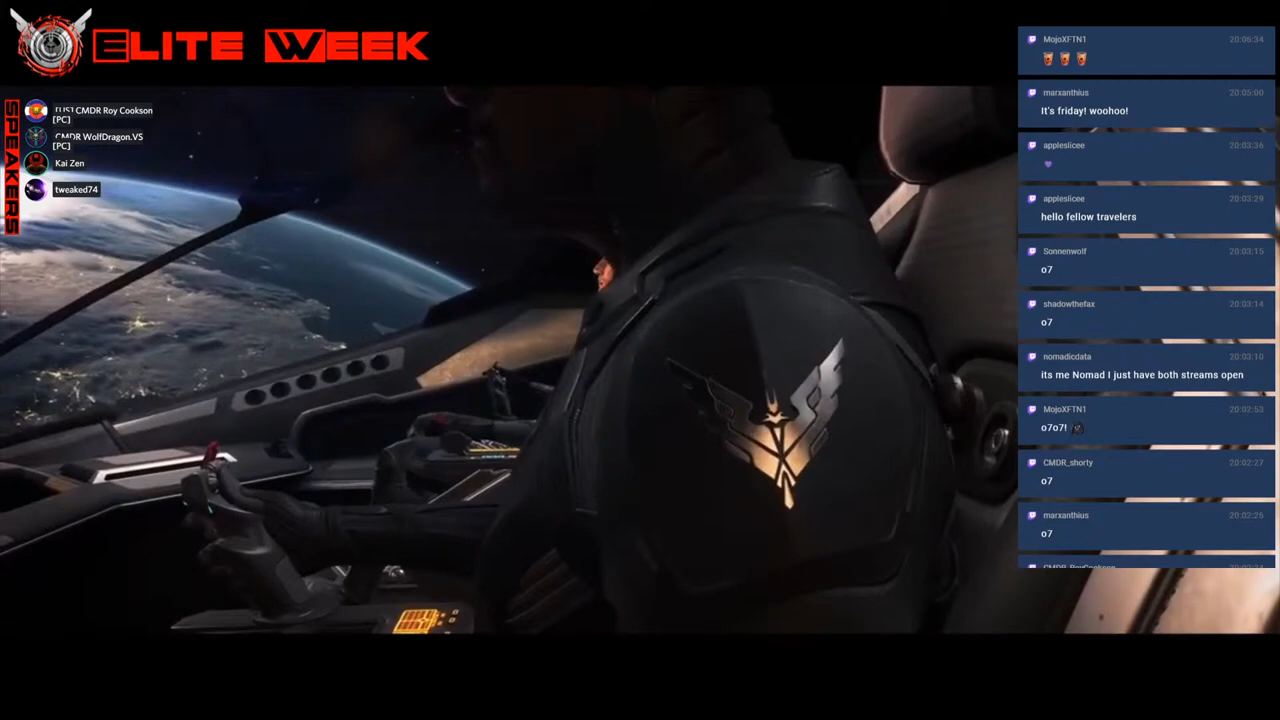 ELITE WEEK
SPEAKERS
[US] CMDR Roy Cookson
[PC]
CMDR WolfDragon.VS
[PC]
Kai Zen
tweaked74
MojoXFTN1 20:06:34
marxanthius 20:05:00
It's friday! woohoo!
appleslicee 20:03:36
appleslicee 20:03:29
hello fellow travelers
Sonnenwolf 20:03:15
o7
shadowthefax 20:03:14
o7
nomadicdata 20:03:10
its me Nomad I just have both streams open
MojoXFTN1 20:02:53
o7o7!
CMDR_shorty 20:02:27
o7
marxanthius 20:02:26
o7